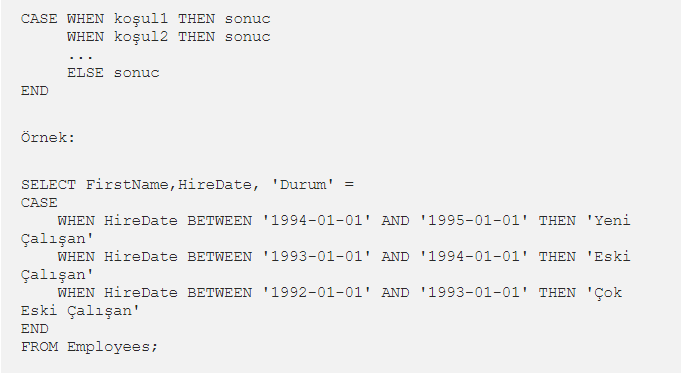 CASE WHEN koşul1 THEN sonuc
     WHEN koşul2 THEN sonuc
     ...
     ELSE sonuc
END
Örnek:
SELECT FirstName,HireDate, 'Durum' =
CASE
    WHEN HireDate BETWEEN '1994-01-01' AND '1995-01-01' THEN 'Yeni
Çalışan'
    WHEN HireDate BETWEEN '1993-01-01' AND '1994-01-01' THEN 'Eski
Çalışan'
    WHEN HireDate BETWEEN '1992-01-01' AND '1993-01-01' THEN 'Çok
Eski Çalışan'
END
FROM Employees;